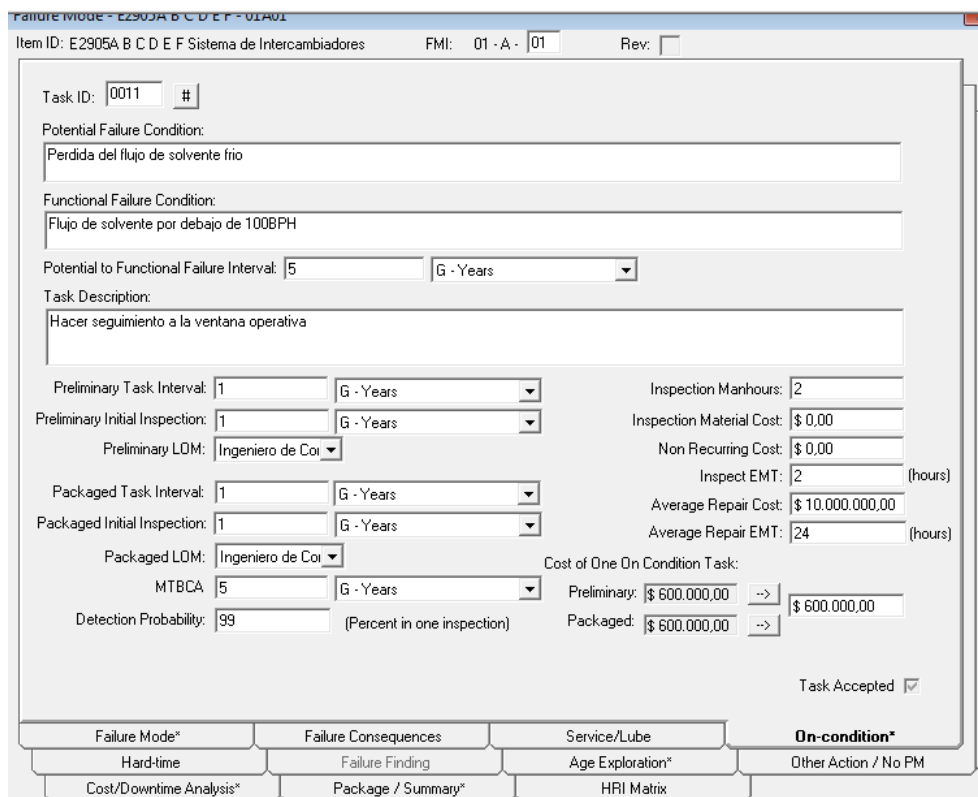 Failure Mode - E2905A B C D E F - 01A01
Item ID: E2905A B C D E F Sistema de Intercambiadores FMI: 01 - A - 01 Rev:
Task ID: 0011 #
Potential Failure Condition:
Perdida del flujo de solvente frio
Functional Failure Condition:
Flujo de solvente por debajo de 100BPH
Potential to Functional Failure Interval: 5 G - Years
Task Description:
Hacer seguimiento a la ventana operativa
Preliminary Task Interval: 1 G - Years
Preliminary Initial Inspection: 1 G - Years
Preliminary LOM: Ingeniero de Co
Packaged Task Interval: 1 G - Years
Packaged Initial Inspection: 1 G - Years
Packaged LOM: Ingeniero de Co
MTBCA 5 G - Years
Detection Probability: 99 (Percent in one inspection)
Inspection Manhours: 2
Inspection Material Cost: $ 0,00
Non Recurring Cost: $ 0,00
Inspect EMT: 2 (hours)
Average Repair Cost: $ 10.000.000,00
Average Repair EMT: 24 (hours)
Cost of One On Condition Task:
Preliminary: $ 600.000,00 --> $ 600.000,00
Packaged: $ 600.000,00 -->
Task Accepted
Failure Mode* Failure Consequences Service/Lube On-condition*
Hard-time Failure Finding Age Exploration* Other Action / No PM
Cost/Downtime Analysis* Package / Summary* HRI Matrix